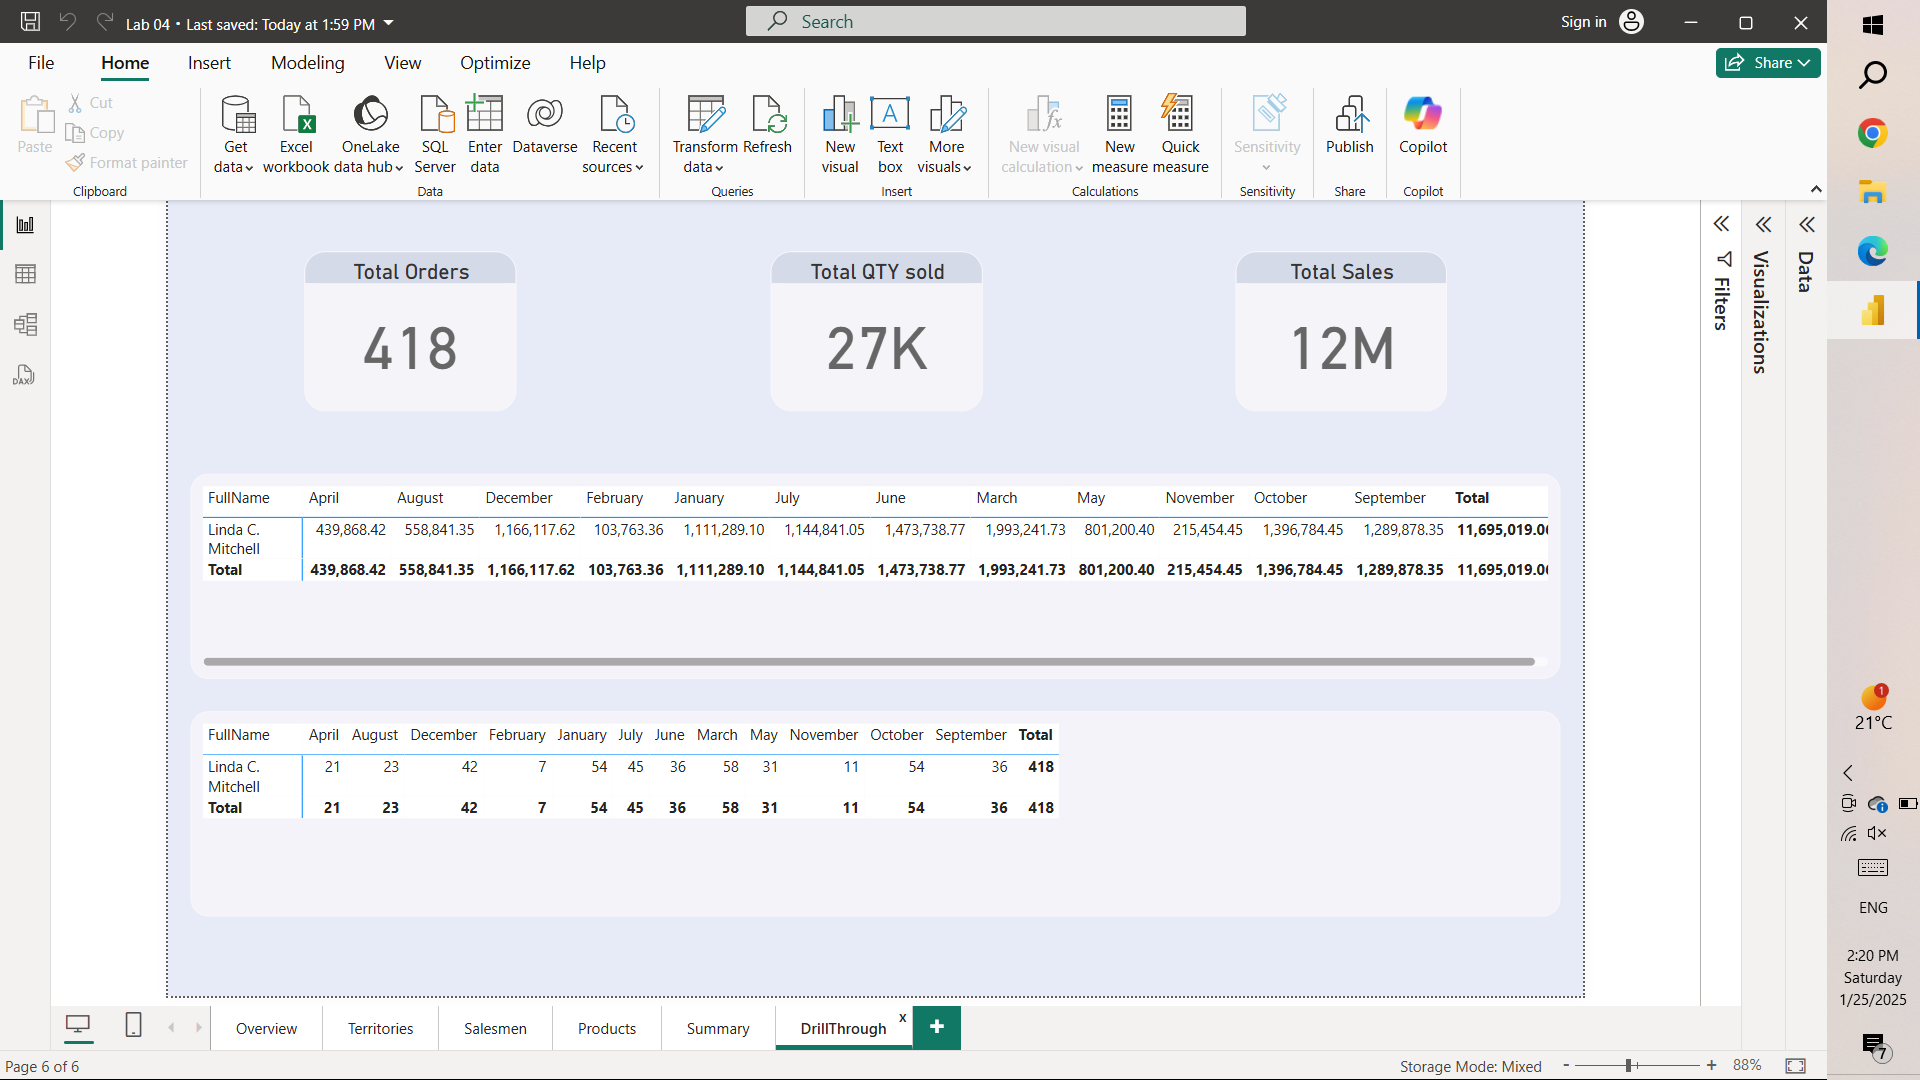 Lab 04 • Last saved: Today at 1:59 PM
Search
Sign in
File Home Insert Modeling View Optimize Help
Share
Paste
Cut
Copy
Format painter
Clipboard
Get data
Excel workbook
OneLake data hub
SQL Server
Enter data
Dataverse
Recent sources
Data
Transform data
Refresh
Queries
New visual
A
Text box
More visuals
Insert
fx
New visual calculation
New measure
Quick measure
Calculations
Sensitivity
Sensitivity
Publish
Share
Copilot
Copilot
DAX
Total Orders
418
Total QTY sold
27K
Total Sales
12M
FullName April August December February January July June March May November October September Total
Linda C. Mitchell 439,868.42 558,841.35 1,166,117.62 103,763.36 1,111,289.10 1,144,841.05 1,473,738.77 1,993,241.73 801,200.40 215,454.45 1,396,784.45 1,289,878.35 11,695,019.06
Total 439,868.42 558,841.35 1,166,117.62 103,763.36 1,111,289.10 1,144,841.05 1,473,738.77 1,993,241.73 801,200.40 215,454.45 1,396,784.45 1,289,878.35 11,695,019.06
FullName April August December February January July June March May November October September Total
Linda C. Mitchell 21 23 42 7 54 45 36 58 31 11 54 36 418
Total 21 23 42 7 54 45 36 58 31 11 54 36 418
Filters
Visualizations
Data
Overview Territories Salesmen Products Summary DrillThrough x +
Page 6 of 6
Storage Mode: Mixed
- + 88%
1
21°C
ENG
2:20 PM
Saturday
1/25/2025
7